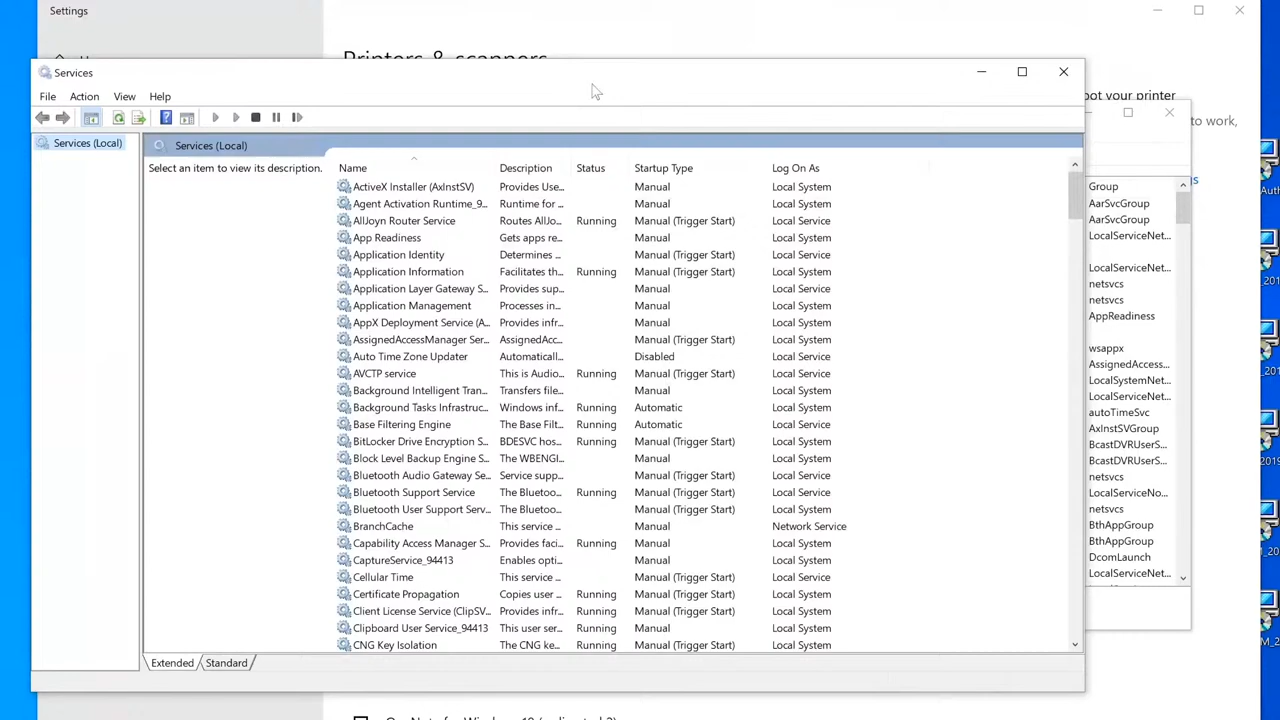 Settings
Printers & scanners
Services
oot your printer
File Action View Help
to work,
Services (Local)
Services (Local)
Select an item to view its description.
Name Description Status Startup Type Log On As
ActiveX Installer (AxInstSV) Provides Use... Manual Local System
Agent Activation Runtime_9... Runtime for ... Manual Local System
AllJoyn Router Service Routes AllJo... Running Manual (Trigger Start) Local Service
App Readiness Gets apps re... Manual Local System
Application Identity Determines ... Manual (Trigger Start) Local Service
Application Information Facilitates th... Running Manual (Trigger Start) Local System
Application Layer Gateway S... Provides sup... Manual Local Service
Application Management Processes in... Manual Local System
AppX Deployment Service (A... Provides infr... Manual Local System
AssignedAccessManager Ser... AssignedAcc... Manual (Trigger Start) Local System
Auto Time Zone Updater Automaticall... Disabled Local Service
AVCTP service This is Audio... Running Manual (Trigger Start) Local Service
Background Intelligent Tran... Transfers file... Manual Local System
Background Tasks Infrastruc... Windows inf... Running Automatic Local System
Base Filtering Engine The Base Filt... Running Automatic Local Service
BitLocker Drive Encryption S... BDESVC hos... Running Manual (Trigger Start) Local System
Block Level Backup Engine S... The WBENGI... Manual Local System
Bluetooth Audio Gateway Se... Service supp... Manual (Trigger Start) Local Service
Bluetooth Support Service The Bluetoo... Running Manual (Trigger Start) Local Service
Bluetooth User Support Serv... The Bluetoo... Manual (Trigger Start) Local System
BranchCache This service ... Manual Network Service
Capability Access Manager S... Provides faci... Running Manual (Trigger Start) Local System
CaptureService_94413 Enables opti... Manual Local System
Cellular Time This service ... Manual (Trigger Start) Local Service
Certificate Propagation Copies user ... Running Manual (Trigger Start) Local System
Client License Service (ClipSV... Provides infr... Running Manual (Trigger Start) Local System
Clipboard User Service_94413 This user ser... Running Manual Local System
CNG Key Isolation The CNG ke... Running Manual (Trigger Start) Local System
Extended Standard
gs
Group
AarSvcGroup
AarSvcGroup
LocalServiceNet...
LocalServiceNet...
netsvcs
netsvcs
AppReadiness
wsappx
AssignedAccess...
LocalSystemNet...
LocalServiceNet...
autoTimeSvc
AxInstSVGroup
BcastDVRUserS...
BcastDVRUserS...
netsvcs
LocalServiceNo...
netsvcs
BthAppGroup
BthAppGroup
DcomLaunch
LocalServiceNet...